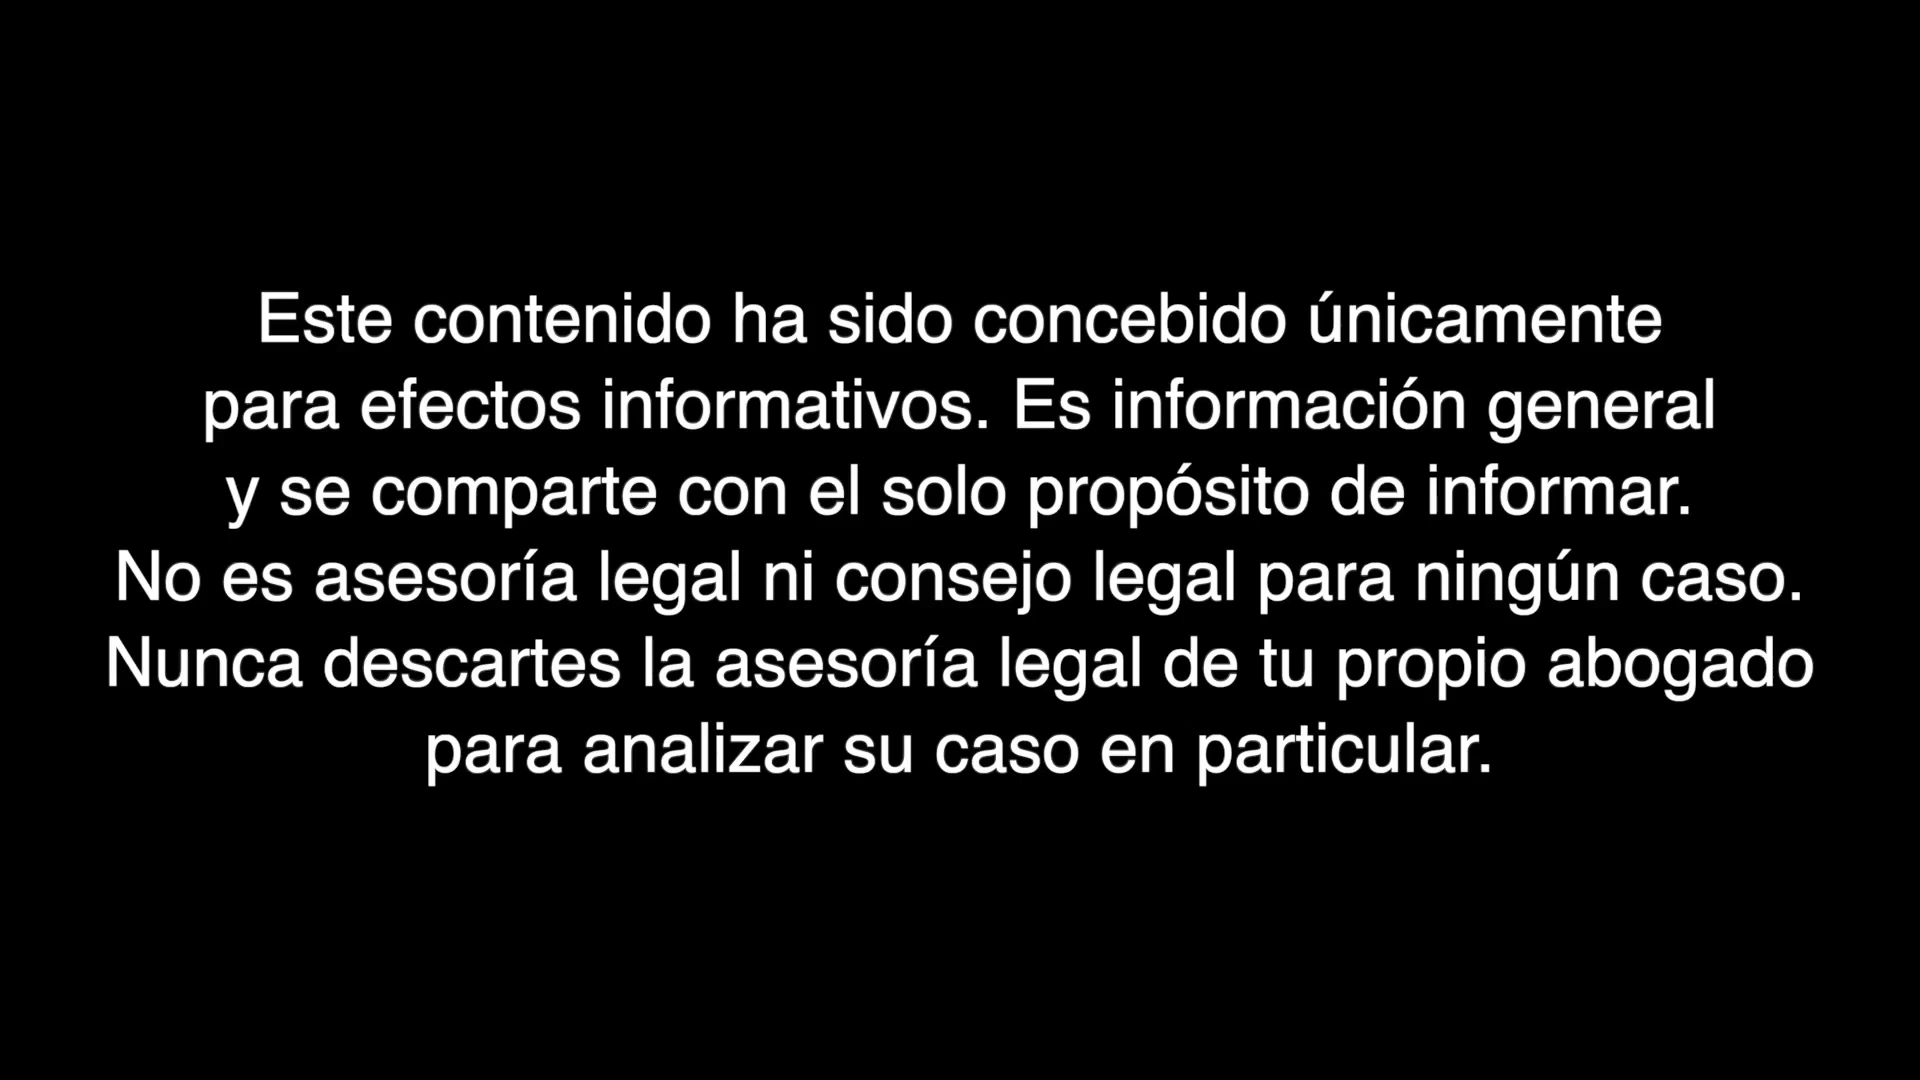 Este contenido ha sido concebido únicamente
para efectos informativos. Es información general
y se comparte con el solo propósito de informar.
No es asesoría legal ni consejo legal para ningún caso.
Nunca descartes la asesoría legal de tu propio abogado
para analizar su caso en particular.